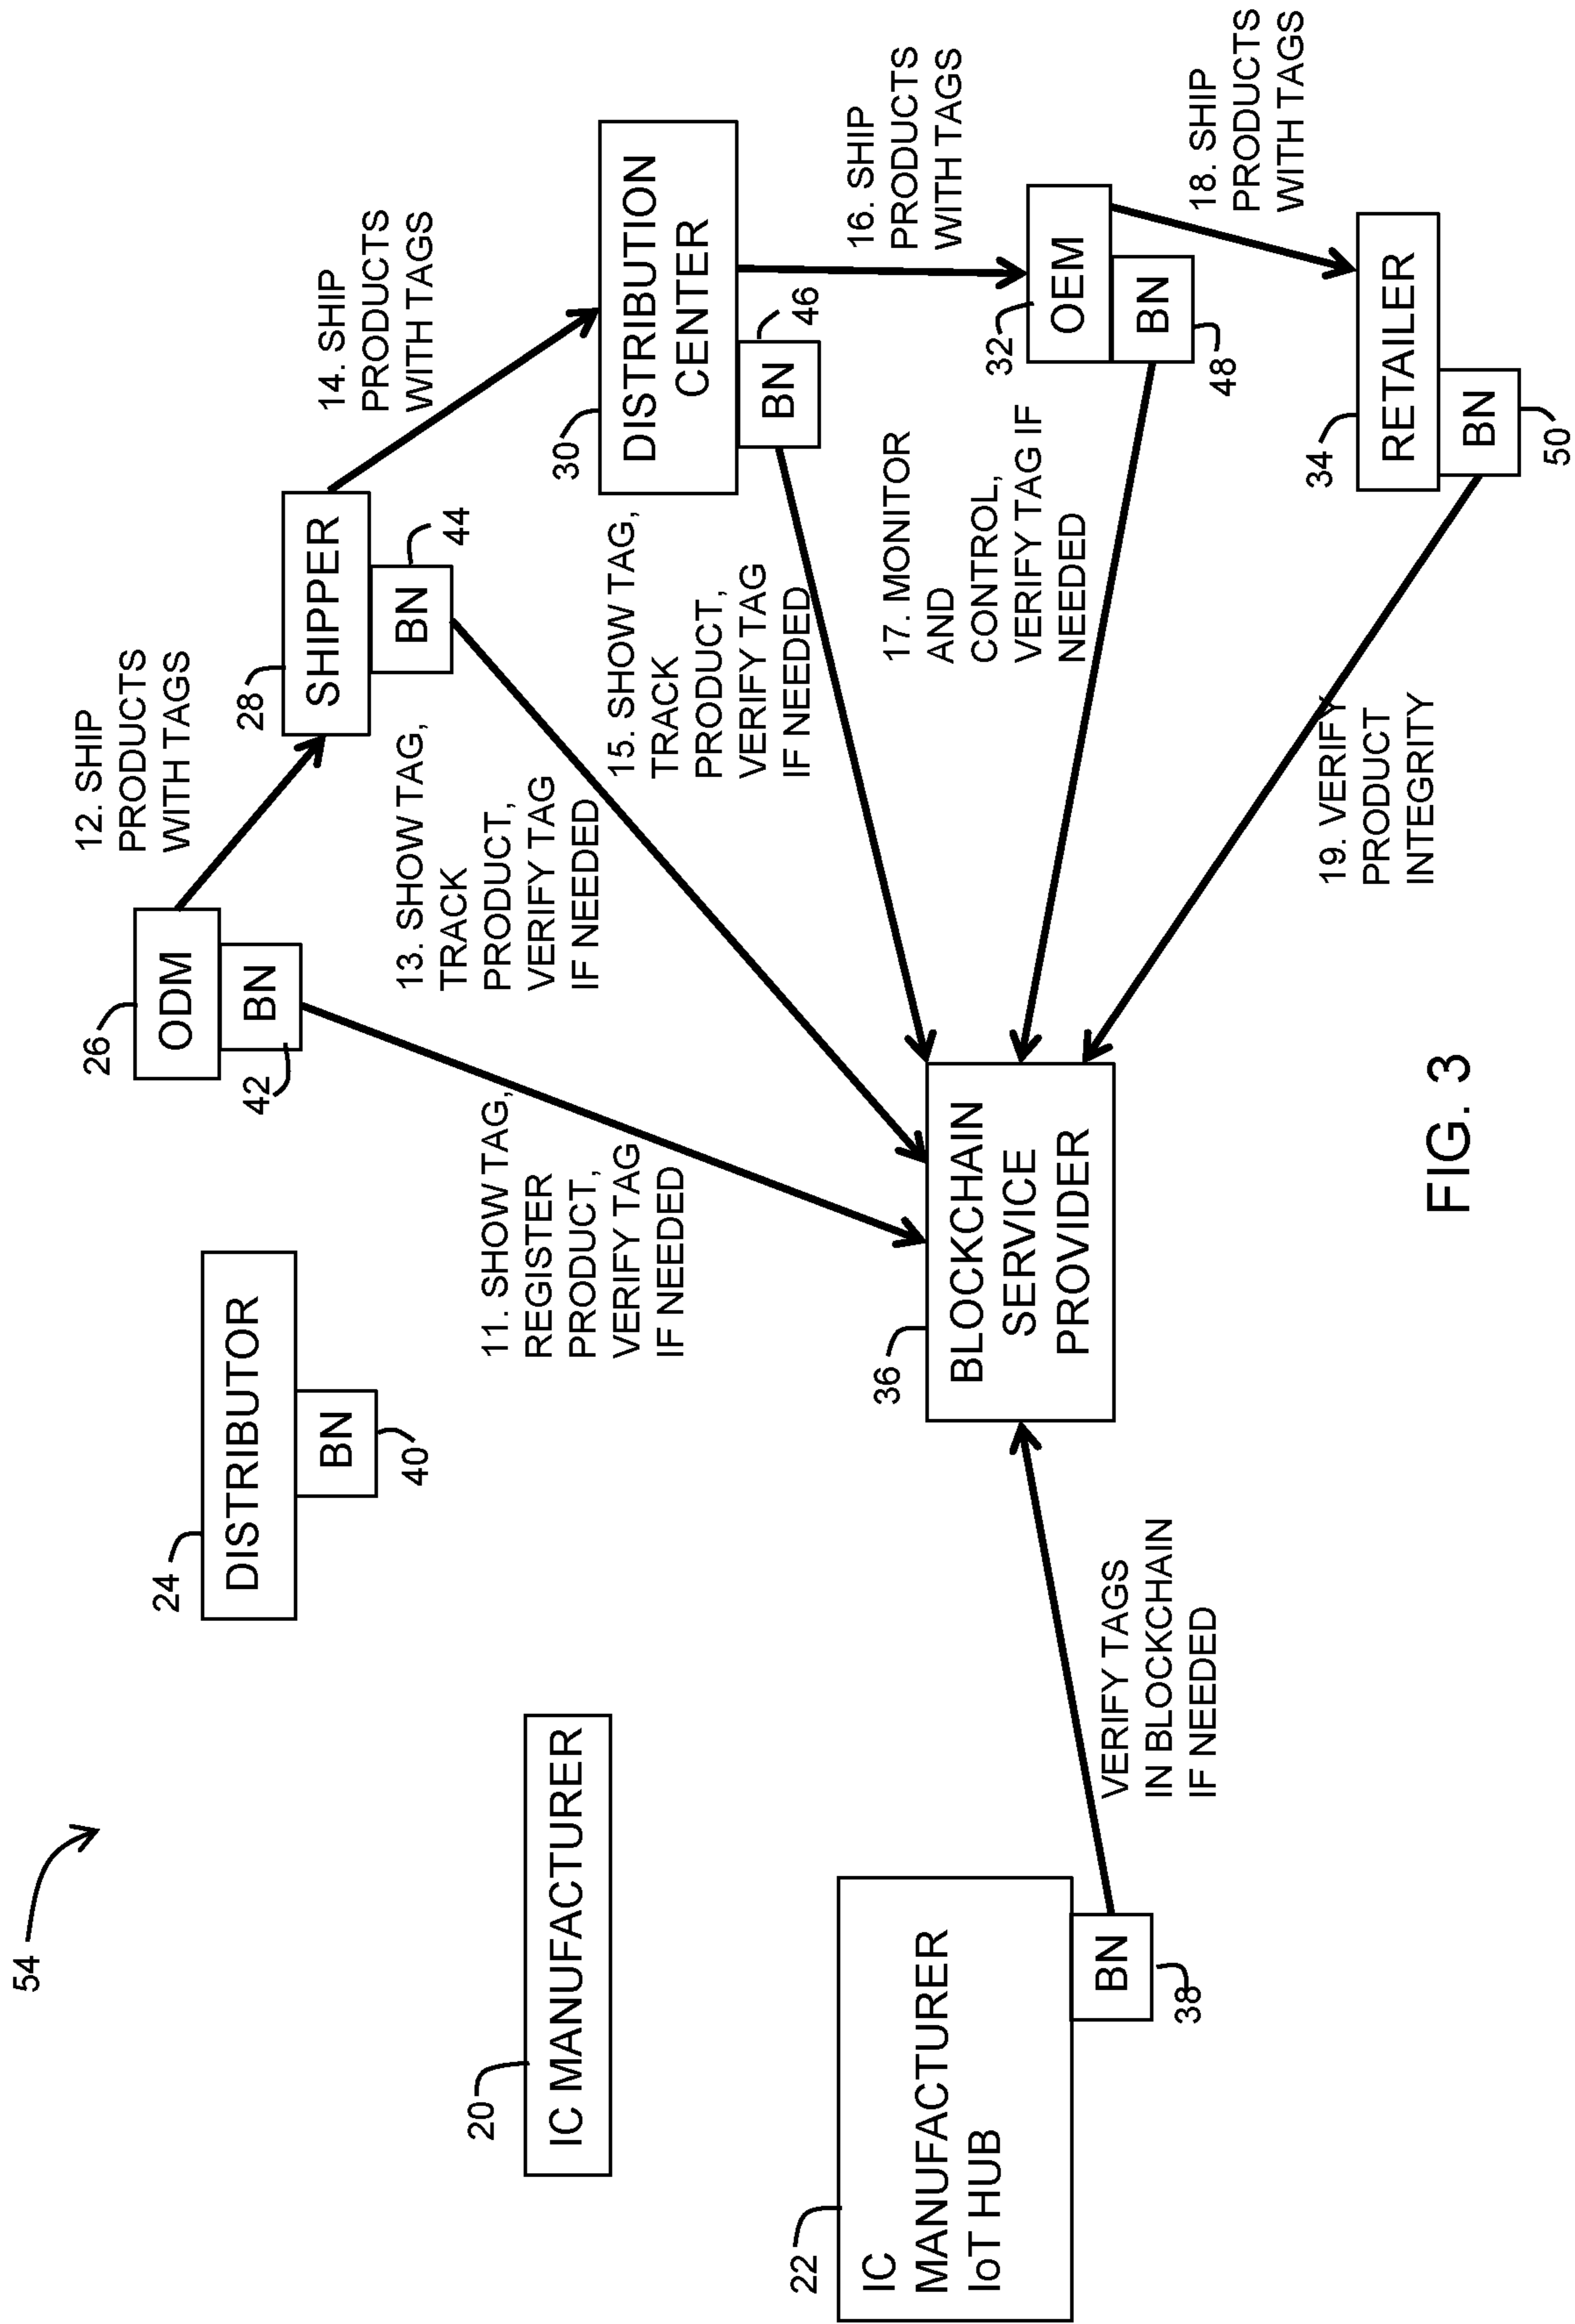 54
12. SHIP
PRODUCTS
WITH TAGS
14. SHIP
PRODUCTS
WITH TAGS
26
ODM
BN
42
28
SHIPPER
BN
44
24
DISTRIBUTOR
BN
40
13. SHOW TAG,
TRACK
PRODUCT,
VERIFY TAG
IF NEEDED
30
DISTRIBUTION
CENTER
BN
46
16. SHIP
PRODUCTS
WITH TAGS
20
IC MANUFACTURER
11. SHOW TAG,
REGISTER
PRODUCT,
VERIFY TAG
IF NEEDED
15. SHOW TAG,
TRACK
PRODUCT,
VERIFY TAG
IF NEEDED
17. MONITOR
AND
CONTROL,
VERIFY TAG IF
NEEDED
32
OEM
BN
48
18. SHIP
PRODUCTS
WITH TAGS
22
IC
MANUFACTURER
IoT HUB
BN
38
VERIFY TAGS
IN BLOCKCHAIN
IF NEEDED
36
BLOCKCHAIN
SERVICE
PROVIDER
19. VERIFY
PRODUCT
INTEGRITY
34
RETAILER
BN
50
FIG. 3